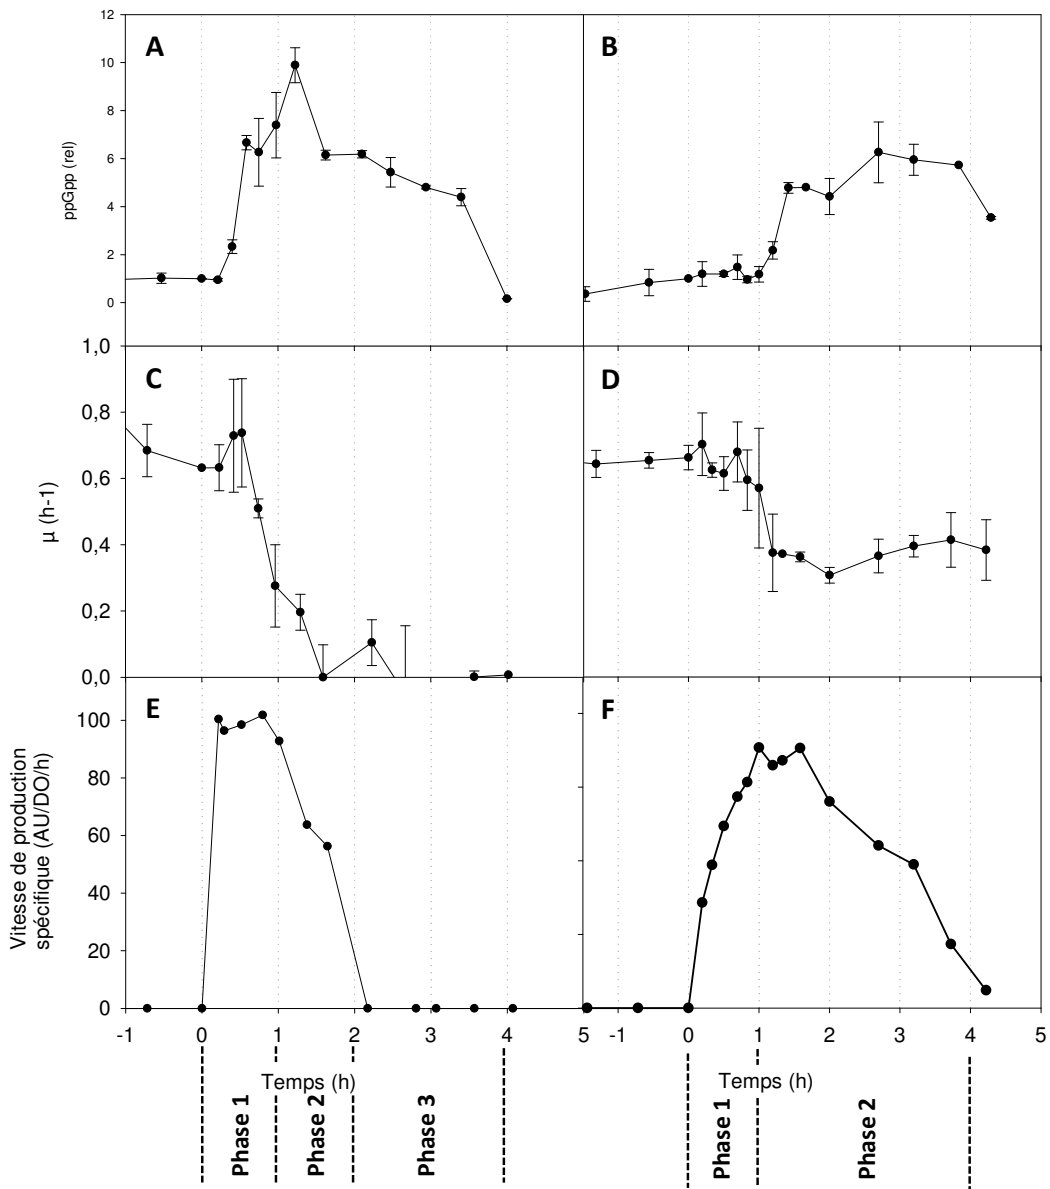 12
10
8
6
4
2
0
ppGpp (rel)
A
B
1,0
0,8
0,6
0,4
0,2
0,0
µ (h-1)
C
D
100
80
60
40
20
0
Vitesse de production
spécifique (AU/DO/h)
E
F
-1 0 1 2 3 4 5 -1 0 1 2 3 4 5
Temps (h) Temps (h)
Phase 1
Phase 2
Phase 3
Phase 1
Phase 2